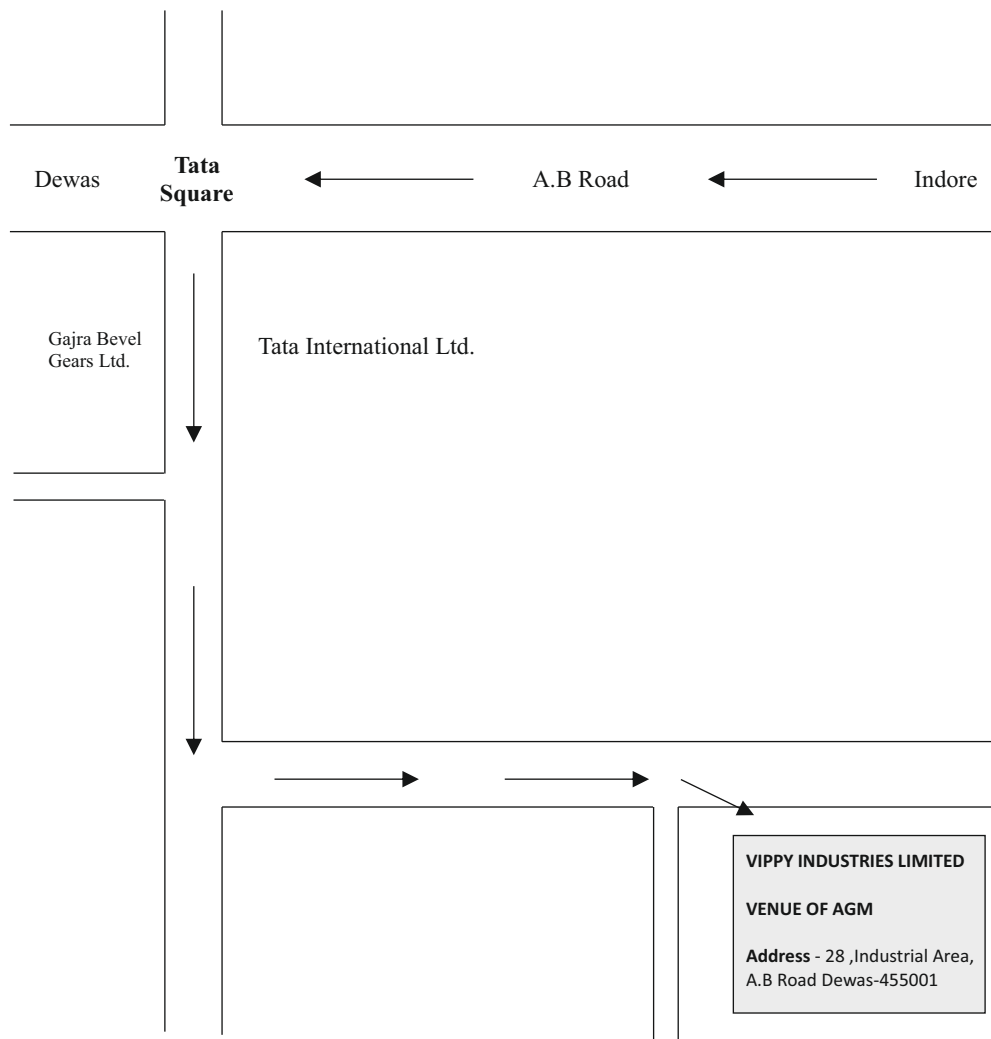 Dewas
Tata
Square
A.B Road
Indore
Gajra Bevel
Gears Ltd.
Tata International Ltd.
VIPPY INDUSTRIES LIMITED
VENUE OF AGM
Address - 28 ,Industrial Area,
A.B Road Dewas-455001